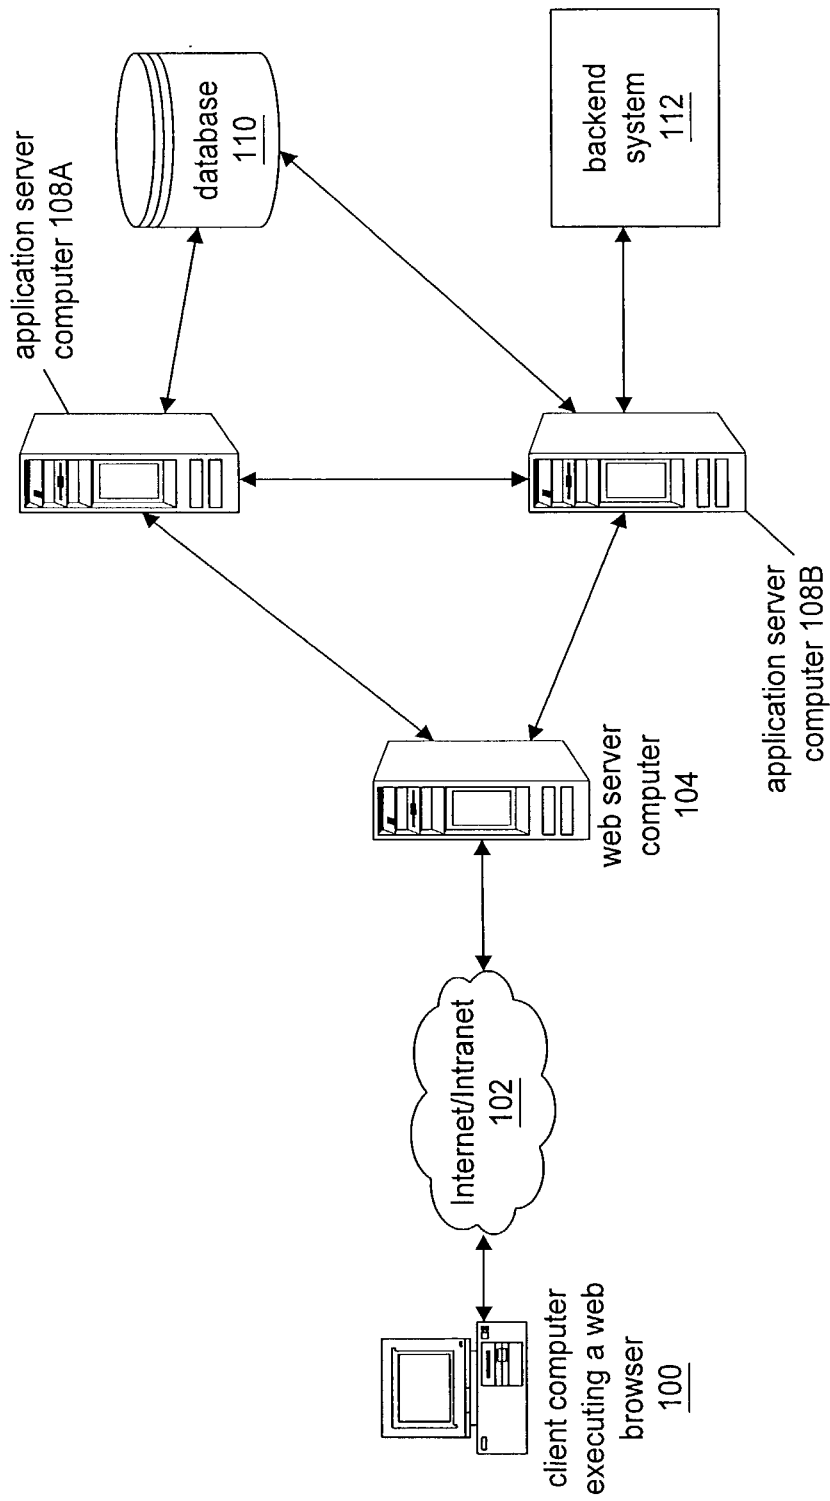 client computer
executing a web
browser
100
Internet/Intranet
102
web server
computer
104
application server
computer 108A
application server
computer 108B
database
110
backend
system
112